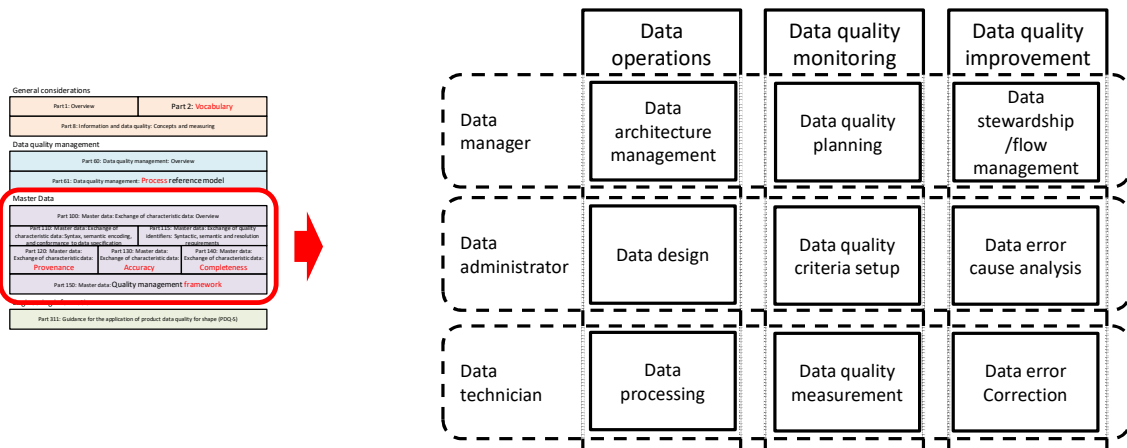 General considerations
Part 1: Overview
Part 2: Vocabulary
Part 8: Information and data quality: Concepts and measuring
Data quality management
Part 60: Data quality management: Overview
Part 61: Data quality management: Process reference model
Master Data
Part 100: Master data: Exchange of characteristic data: Overview
Part 110: Master data: Exchange of
characteristic data: Syntax, semantic encoding,
and conformance to data specification
Part 115: Master data: Exchange of quality
identifiers: Syntactic, semantic and resolution
requirements
Part 120: Master data:
Exchange of characteristic data:
Provenance
Part 130: Master data:
Exchange of characteristic data:
Accuracy
Part 140: Master data:
Exchange of characteristic data:
Completeness
Part 150: Master data: Quality management framework
Part 311: Guidance for the application of product data quality for shape (PDQ-S)
Data
operations
Data quality
monitoring
Data quality
improvement
Data
manager
Data
architecture
management
Data quality
planning
Data
stewardship
/flow
management
Data
administrator
Data design
Data quality
criteria setup
Data error
cause analysis
Data
technician
Data
processing
Data quality
measurement
Data error
Correction